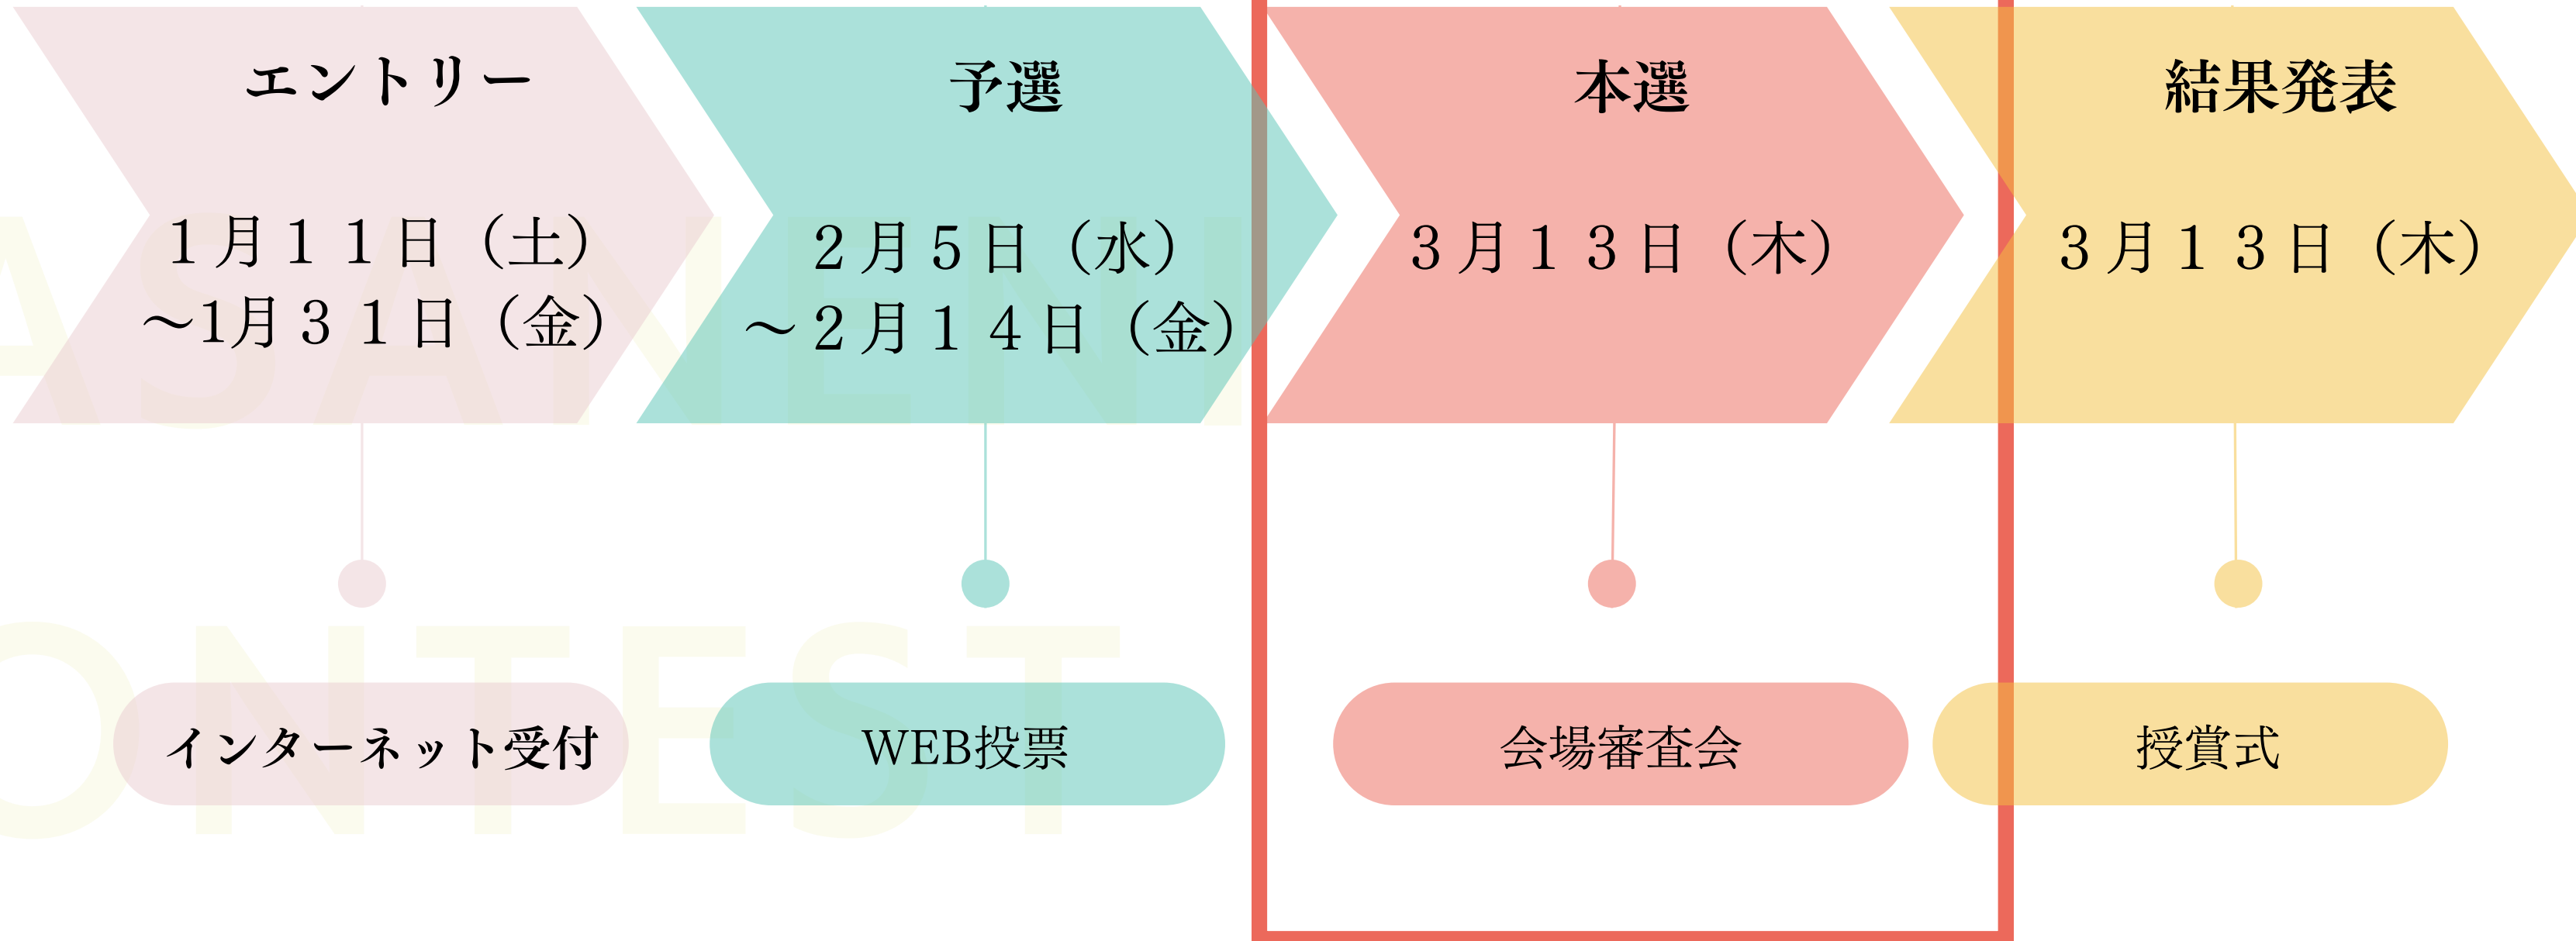 エントリー
１月１１日（土）
〜1月３１日（金）
予選
２月５日（水）
〜２月１４日（金）
本選
３月１３日（木）
結果発表
３月１３日（木）
ASANENI
ONTEST
インターネット受付
WEB投票
会場審査会
授賞式